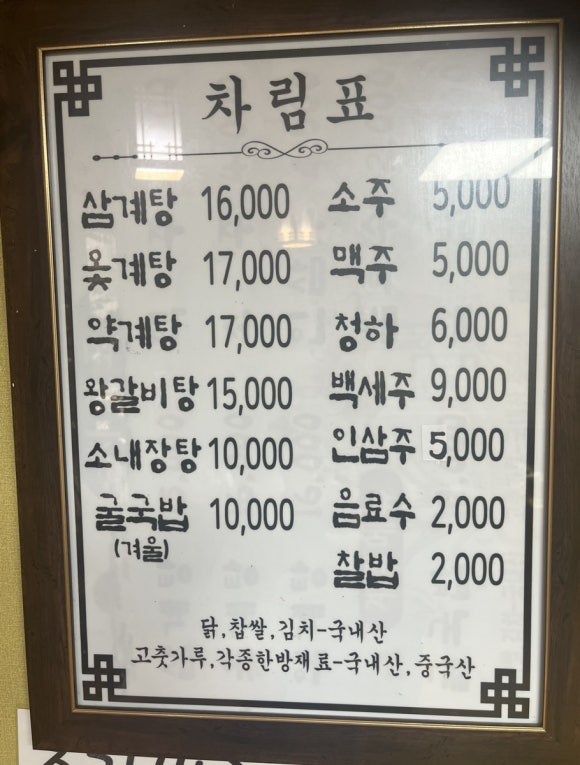 차림표
삼계탕 16,000
옻계탕 17,000
약계탕 17,000
왕갈비탕 15,000
소내장탕 10,000
굴국밥 10,000
(겨울)
소주 5,000
맥주 5,000
청하 6,000
백세주 9,000
인삼주 5,000
음료수 2,000
찰밥 2,000
닭,찹쌀,김치-국내산
고춧가루,각종한방재료-국내산,중국산